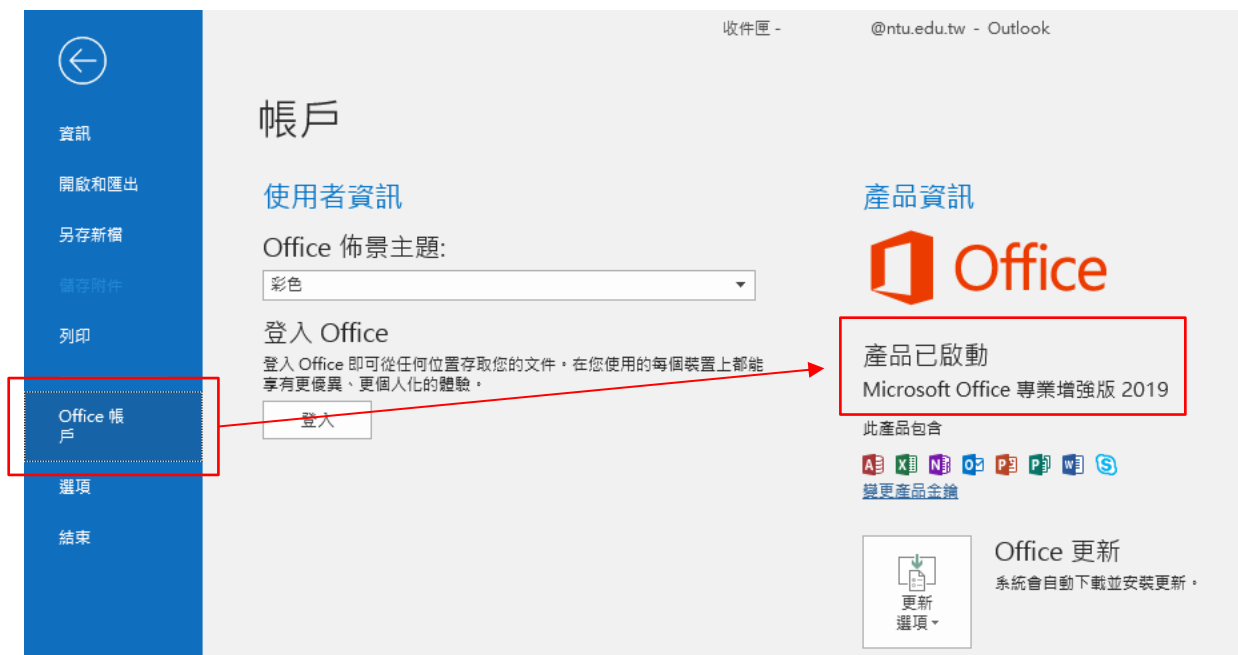 收件匣 - @ntu.edu.tw - Outlook
資訊
開啟和匯出
另存新檔
儲存附件
列印
Office 帳
戶
選項
結束
帳戶
使用者資訊
Office 佈景主題:
彩色
登入 Office
登入 Office 即可從任何位置存取您的文件。在您使用的每個裝置上都能
享有更優異、更個人化的體驗。
登入
產品資訊
Office
產品已啟動
Microsoft Office 專業增強版 2019
此產品包含
變更產品金鑰
更新
選項
Office 更新
系統會自動下載並安裝更新。